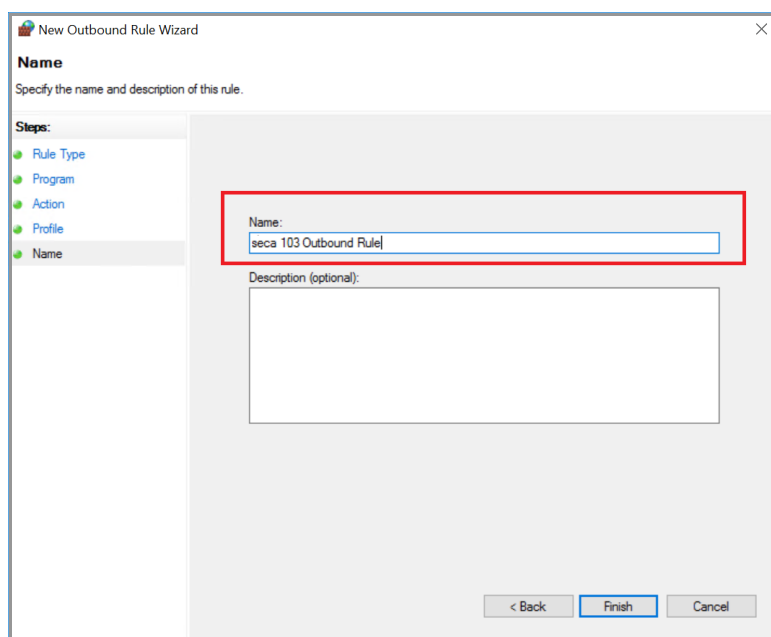 New Outbound Rule Wizard
Name
Specify the name and description of this rule.
Steps:
Rule Type
Program
Action
Profile
Name
Name:
seca 103 Outbound Rule
Description (optional):
< Back
Finish
Cancel